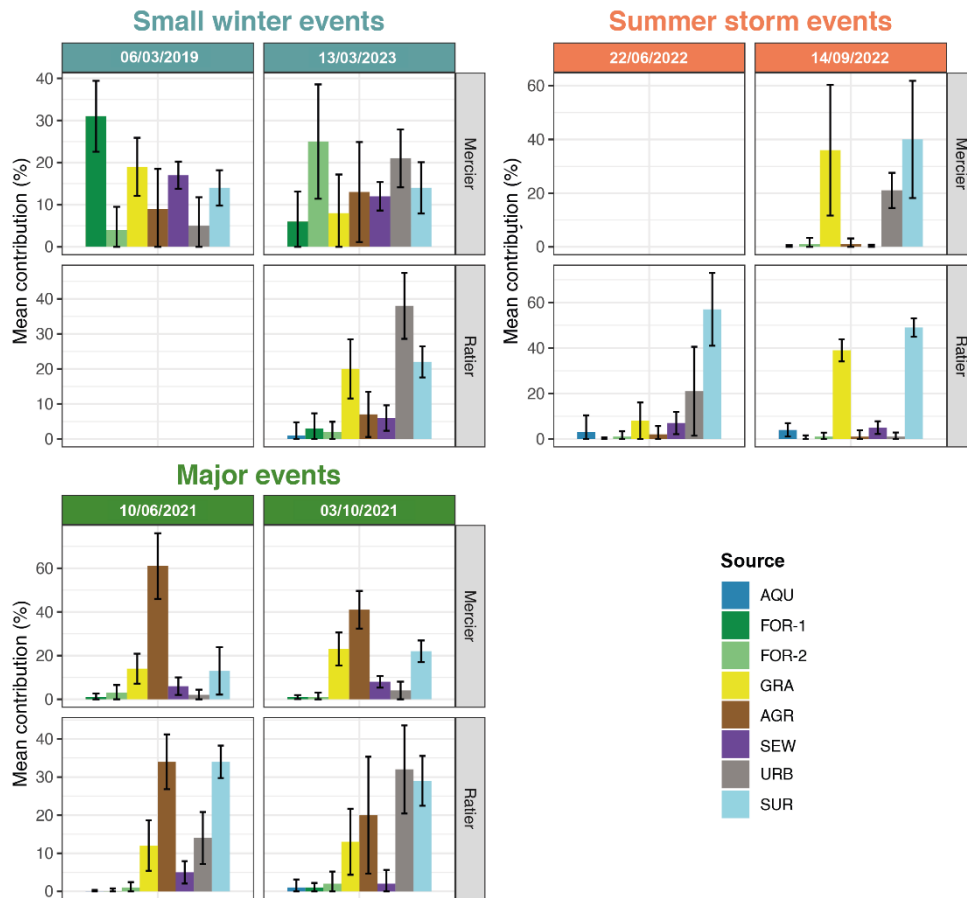 Small winter events
06/03/2019 13/03/2023
Mean contribution (%)
40
30
20
10
0
Mercier
Mean contribution (%)
40
30
20
10
0
Ratier
Summer storm events
22/06/2022 14/09/2022
Mean contribution (%)
60
40
20
0
Mercier
60
40
20
0
Ratier
Major events
10/06/2021 03/10/2021
Mean contribution (%)
60
40
20
0
Mercier
Mean contribution (%)
40
30
20
10
0
Ratier
Source
AQU
FOR-1
FOR-2
GRA
AGR
SEW
URB
SUR